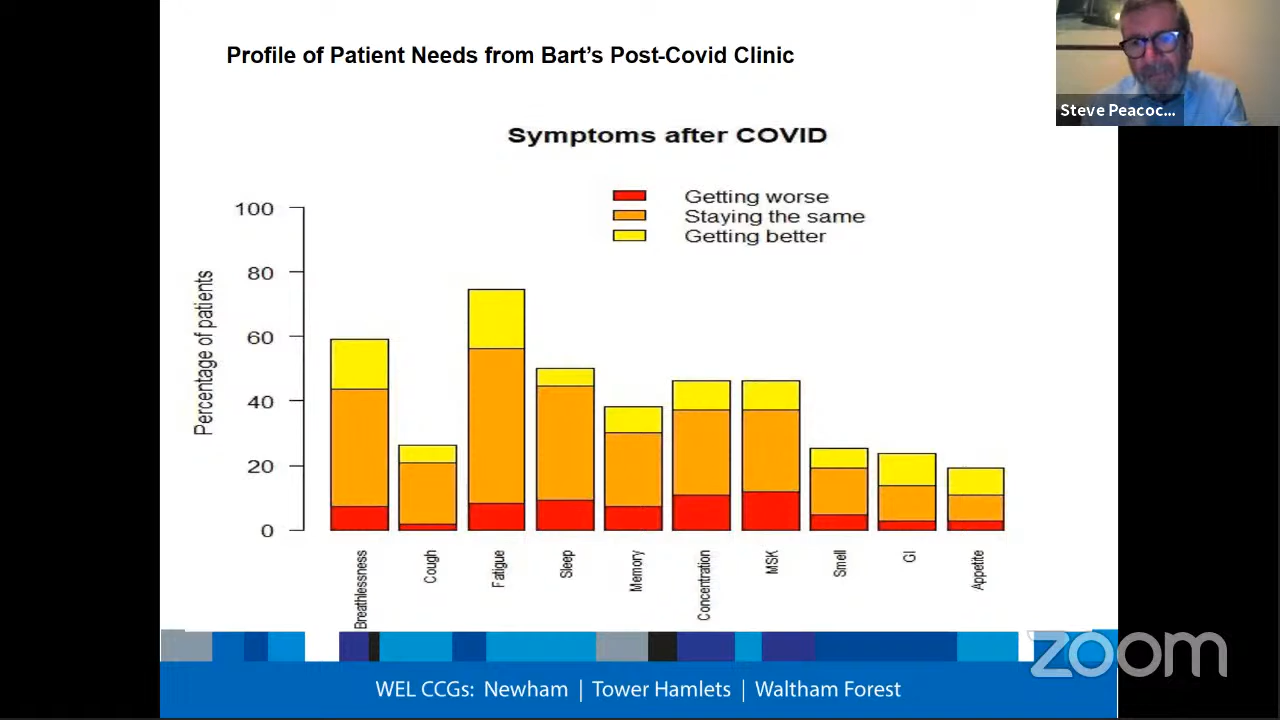 Profile of Patient Needs from Bart's Post-Covid Clinic
Steve Peacoc...
Symptoms after COVID
Getting worse
Staying the same
Getting better
Percentage of patients
100
80
60
40
20
0
Breathlessness
Cough
Fatigue
Sleep
Memory
Concentration
MSK
Smell
GI
Appetite
zoom
WEL CCGs: Newham | Tower Hamlets | Waltham Forest